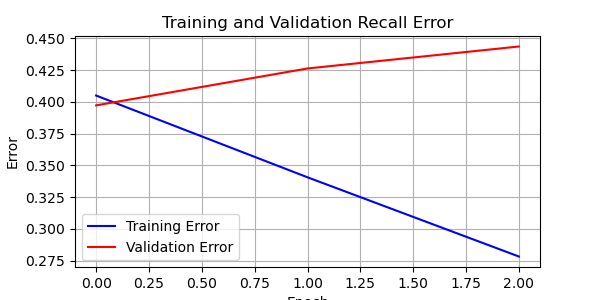 Training and Validation Recall Error
0.450
0.425
0.400
0.375
0.350
0.325
0.300
0.275
Error
Training Error
Validation Error
0.00 0.25 0.50 0.75 1.00 1.25 1.50 1.75 2.00
Epoch